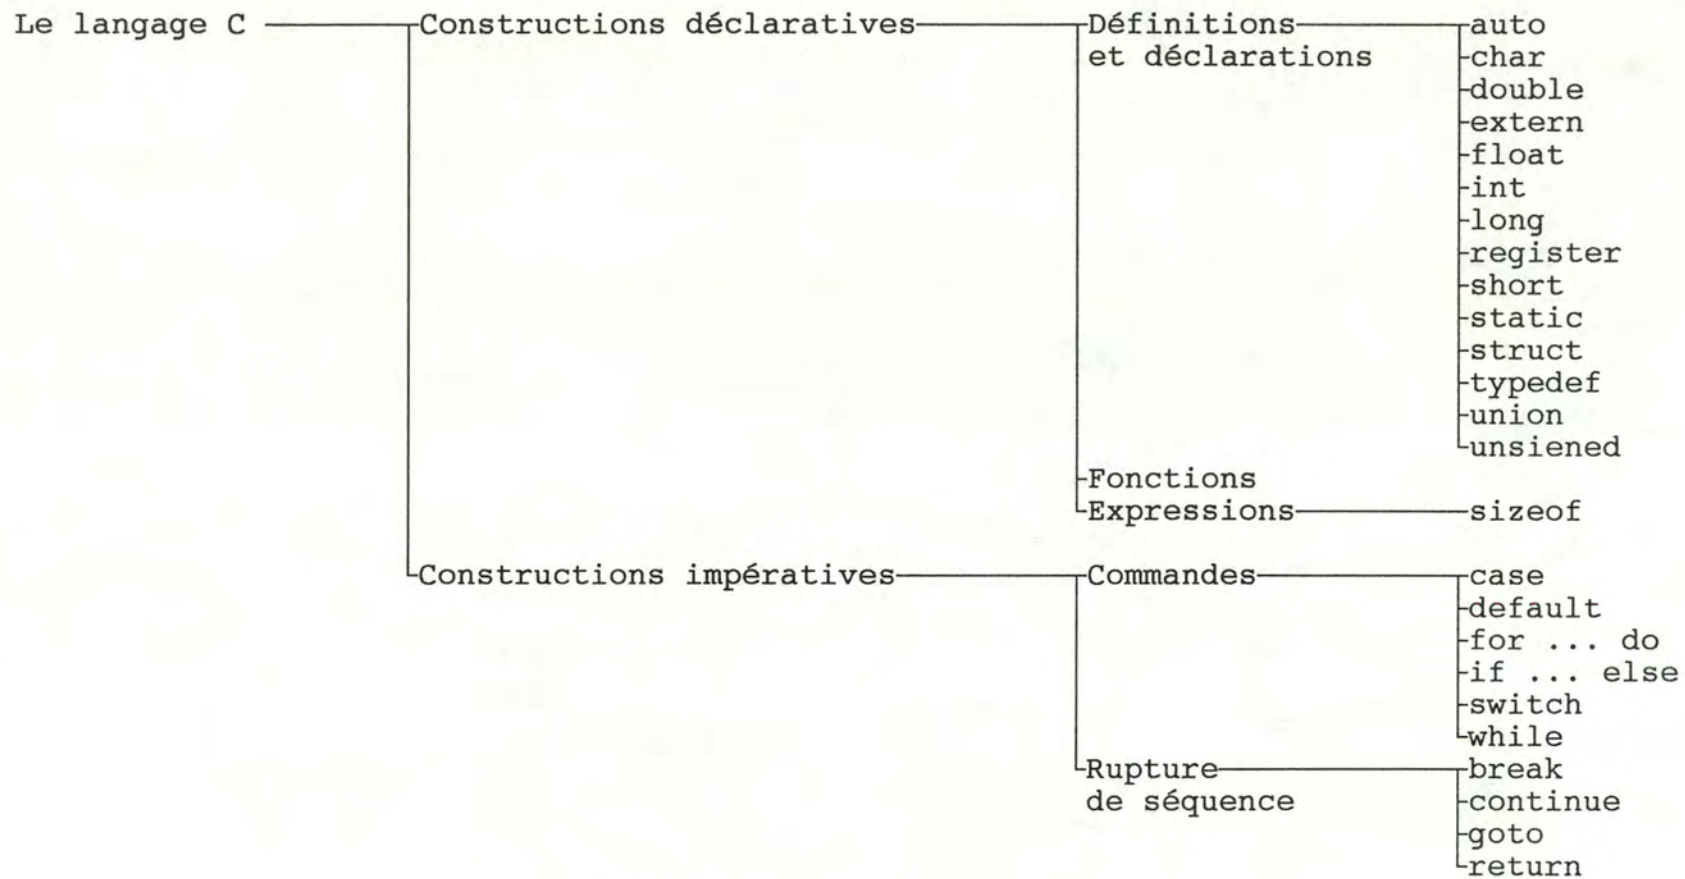 Le langage C Constructions déclaratives Définitions auto
et déclarations char
double
extern
float
int
long
register
short
static
struct
typedef
union
unsiened
Fonctions
Expressions sizeof
Constructions impératives Commandes case
default
for ... do
if ... else
switch
while
Rupture break
de séquence continue
goto
return